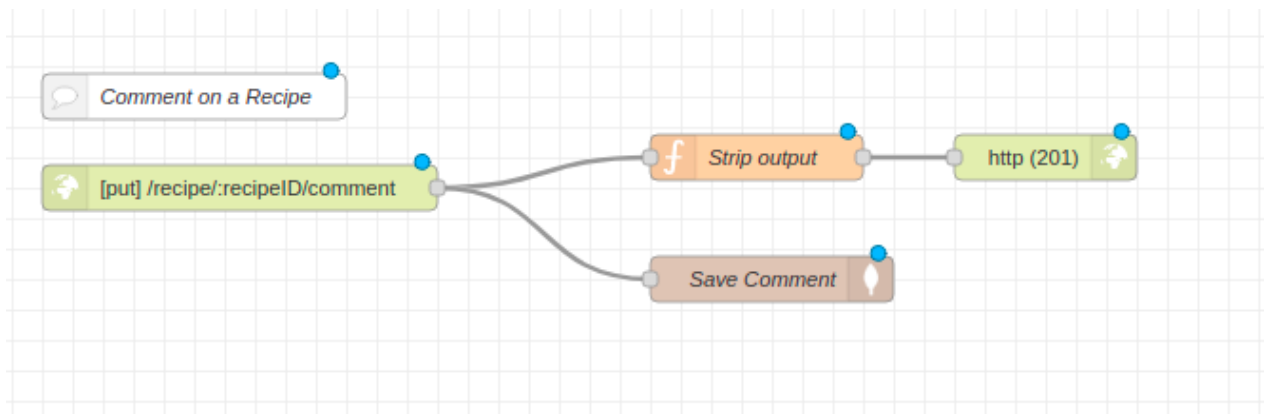 Comment on a Recipe
[put] /recipe/:recipeID/comment
Strip output
http (201)
Save Comment